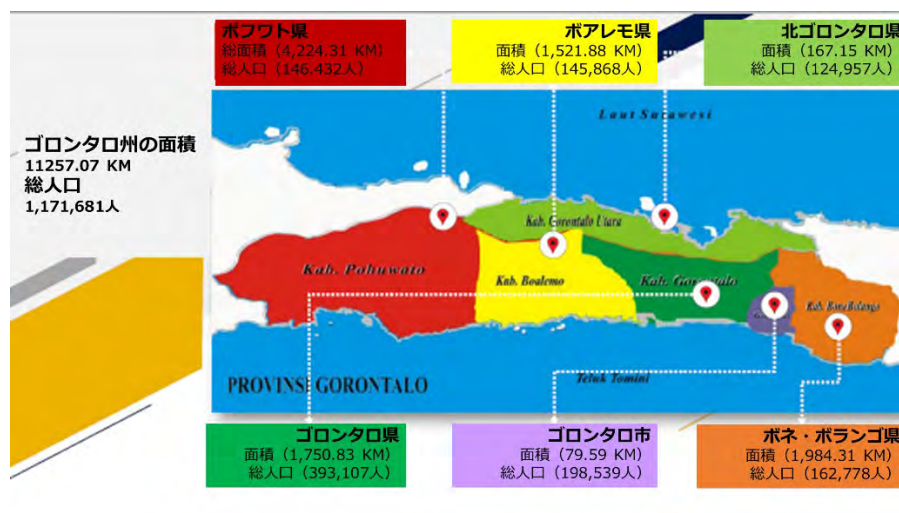 ポフワト県
総面積（4,224.31 KM）
総人口（146.432人）
ボアレモ県
面積（1,521.88 KM）
総人口（145,868人）
北ゴロンタロ県
面積（167.15 KM）
総人口（124,957人）
ゴロンタロ州の面積
11257.07 KM
総人口
1,171,681人
Laut Sulawesi
Kab. Gorontalo Utara
Kab. Pohuwato
Kab. Boalemo
Kab. Gorontalo
Kab. BoneBolango
PROVINSI GORONTALO
Teluk Tomini
ゴロンタロ県
面積（1,750.83 KM）
総人口（393,107人）
ゴロンタロ市
面積（79.59 KM）
総人口（198,539人）
ボネ・ボランゴ県
面積（1,984.31 KM）
総人口（162,778人）